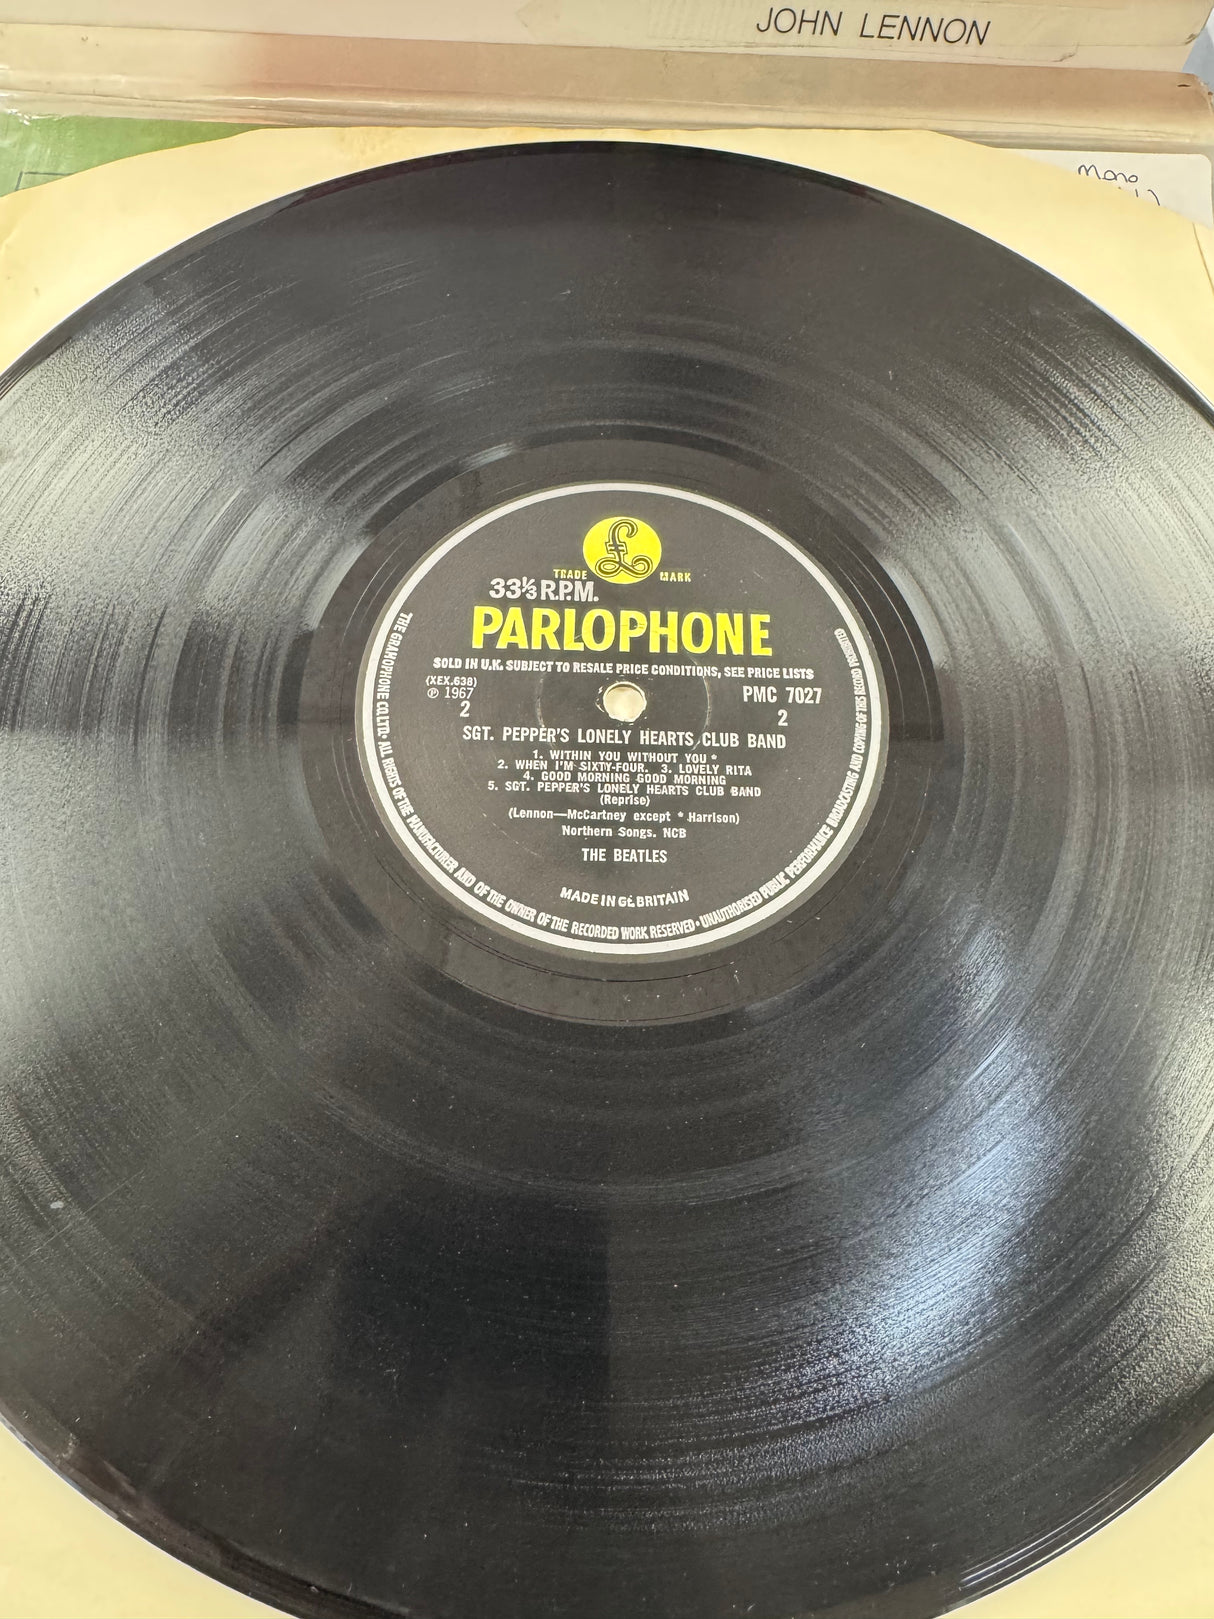 JOHN LENNON
Mono
£
TRADE MARK
33⅓ R.P.M.
PARLOPHONE
SOLD IN U.K. SUBJECT TO RESALE PRICE CONDITIONS, SEE PRICE LISTS
(XEX.638)
℗ 1967 PMC 7027
2 2
SGT. PEPPER'S LONELY HEARTS CLUB BAND
1. WITHIN YOU WITHOUT YOU *
2. WHEN I'M SIXTY-FOUR. 3. LOVELY RITA
4. GOOD MORNING GOOD MORNING
5. SGT. PEPPER'S LONELY HEARTS CLUB BAND
(Reprise)
(Lennon—McCartney except * Harrison)
Northern Songs. NCB
THE BEATLES
MADE IN GT. BRITAIN
THE GRAMOPHONE CO. LTD. • ALL RIGHTS OF THE MANUFACTURER AND OF THE OWNER OF THE RECORDED WORK RESERVED • UNAUTHORISED PUBLIC PERFORMANCE BROADCASTING AND COPYING OF THIS RECORD PROHIBITED